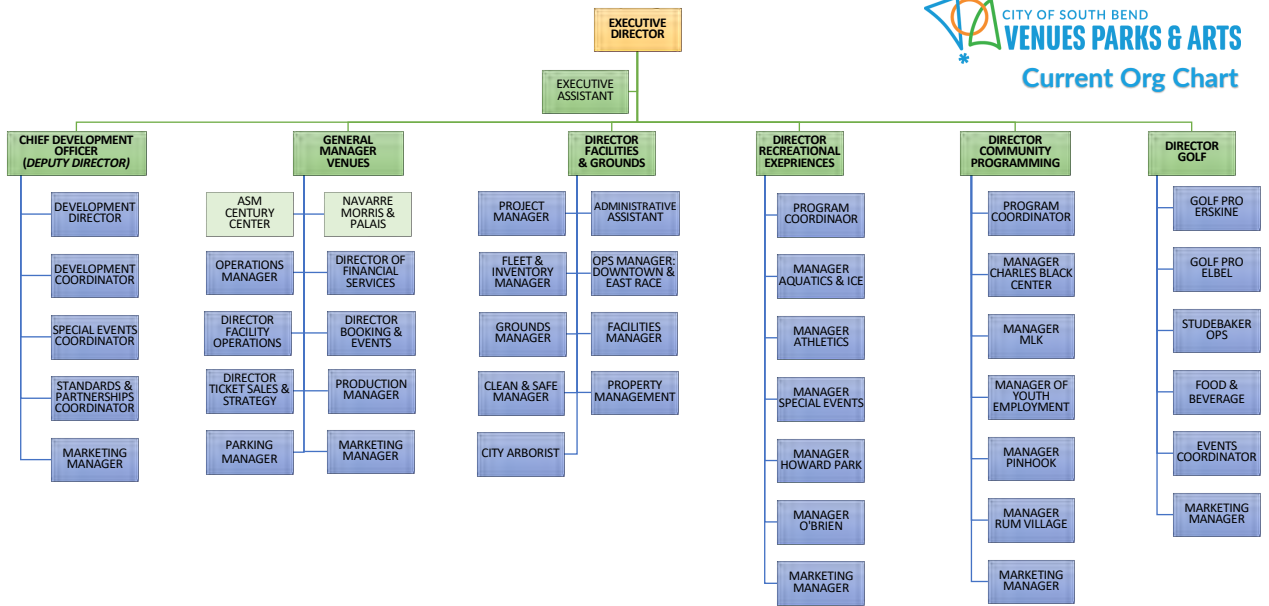 CITY OF SOUTH BEND
VENUES PARKS & ARTS
Current Org Chart
EXECUTIVE
DIRECTOR
EXECUTIVE
ASSISTANT
CHIEF DEVELOPMENT
OFFICER
(DEPUTY DIRECTOR)
DEVELOPMENT
DIRECTOR
DEVELOPMENT
COORDINATOR
SPECIAL EVENTS
COORDINATOR
STANDARDS &
PARTNERSHIPS
COORDINATOR
MARKETING
MANAGER
GENERAL
MANAGER
VENUES
ASM
CENTURY
CENTER
NAVARRE
MORRIS &
PALAIS
OPERATIONS
MANAGER
DIRECTOR OF
FINANCIAL
SERVICES
DIRECTOR
FACILITY
OPERATIONS
DIRECTOR
BOOKING &
EVENTS
DIRECTOR
TICKET SALES &
STRATEGY
PRODUCTION
MANAGER
PARKING
MANAGER
MARKETING
MANAGER
DIRECTOR
FACILITIES
& GROUNDS
PROJECT
MANAGER
ADMINISTRATIVE
ASSISTANT
FLEET &
INVENTORY
MANAGER
OPS MANAGER:
DOWNTOWN &
EAST RACE
GROUNDS
MANAGER
FACILITIES
MANAGER
CLEAN & SAFE
MANAGER
PROPERTY
MANAGEMENT
CITY ARBORIST
DIRECTOR
RECREATIONAL
EXEPRIENCES
PROGRAM
COORDINAOR
MANAGER
AQUATICS & ICE
MANAGER
ATHLETICS
MANAGER
SPECIAL EVENTS
MANAGER
HOWARD PARK
MANAGER
O'BRIEN
MARKETING
MANAGER
DIRECTOR
COMMUNITY
PROGRAMMING
PROGRAM
COORDINATOR
MANAGER
CHARLES BLACK
CENTER
MANAGER
MLK
MANAGER OF
YOUTH
EMPLOYMENT
MANAGER
PINHOOK
MANAGER
RUM VILLAGE
MARKETING
MANAGER
DIRECTOR
GOLF
GOLF PRO
ERSKINE
GOLF PRO
ELBEL
STUDEBAKER
OPS
FOOD &
BEVERAGE
EVENTS
COORDINATOR
MARKETING
MANAGER